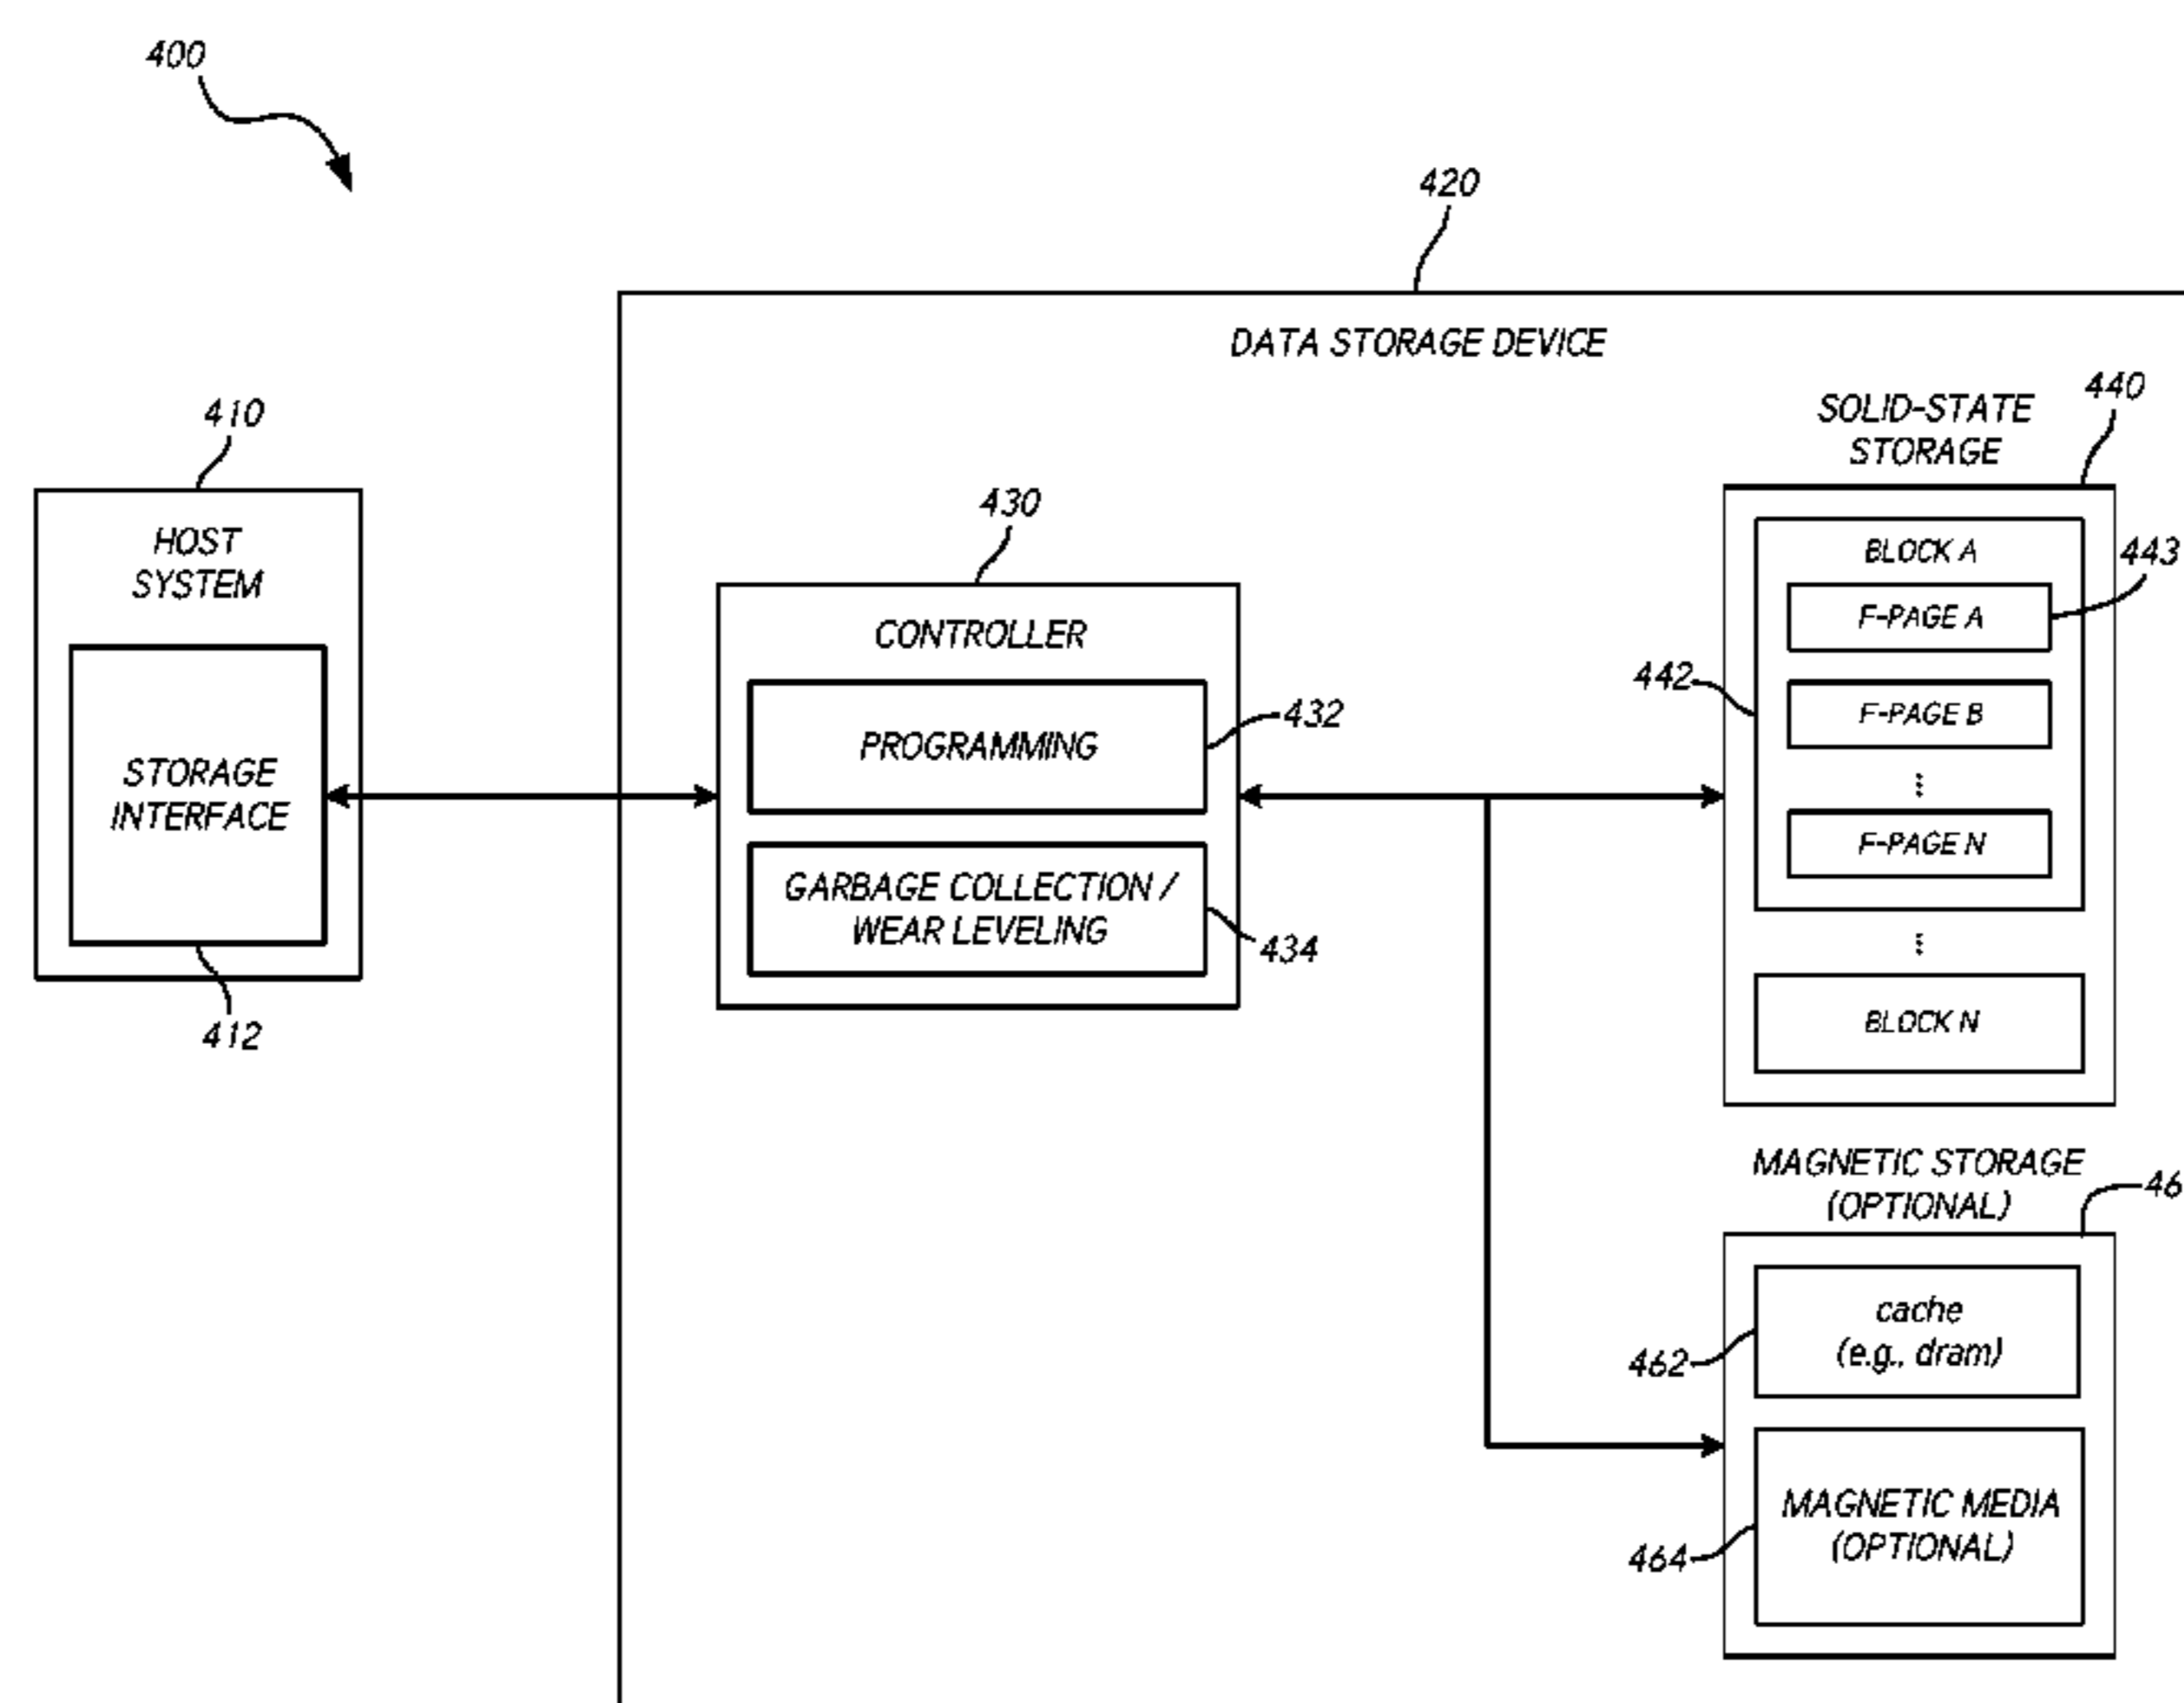 400
420
DATA STORAGE DEVICE
410
HOST
SYSTEM
STORAGE
INTERFACE
412
430
CONTROLLER
PROGRAMMING
432
GARBAGE COLLECTION /
WEAR LEVELING
434
SOLID-STATE
STORAGE
440
BLOCK A
443
F-PAGE A
442
F-PAGE B
F-PAGE N
BLOCK N
MAGNETIC STORAGE
(OPTIONAL)
46
cache
(e.g., dram)
462
MAGNETIC MEDIA
(OPTIONAL)
464